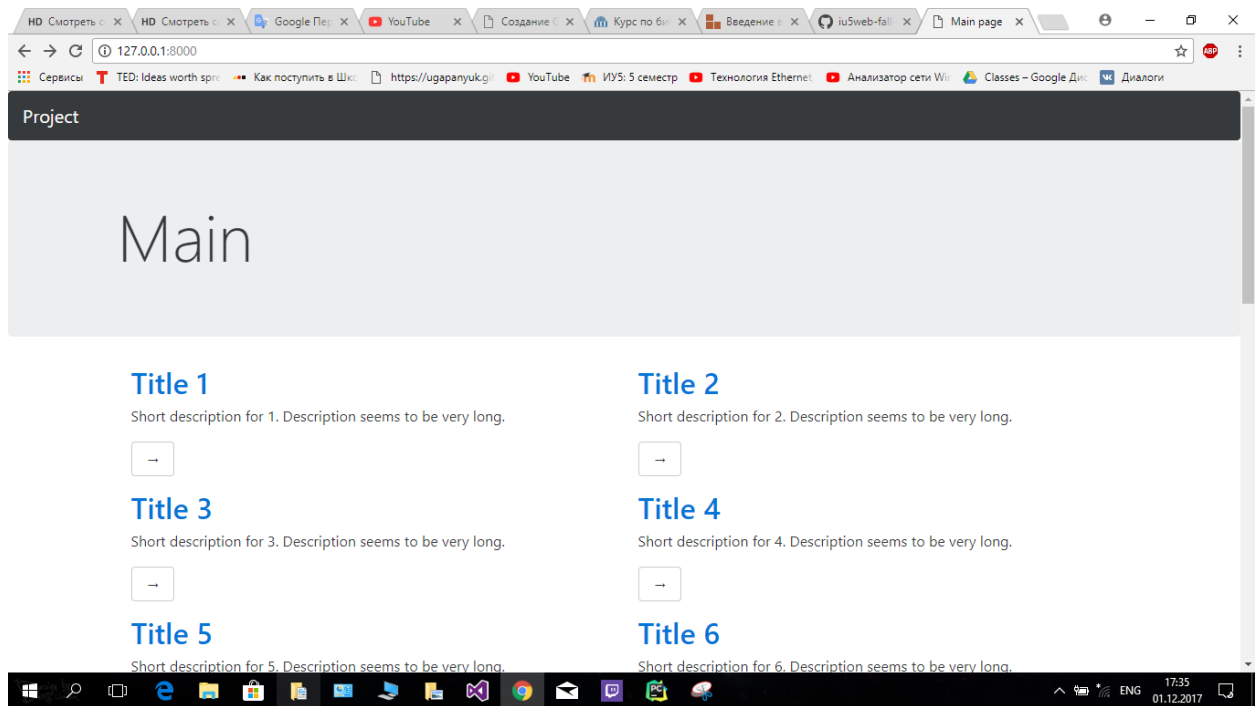 HD Смотреть HD Смотреть Google Пер YouTube Создание Курс по би Введение в iu5web-fall- Main page
127.0.0.1:8000
Сервисы TED: Ideas worth spre Как поступить в Шко https://ugapanyuk.gi YouTube ИУ5: 5 семестр Технология Ethernet Анализатор сети Wi Classes – Google Дис Диалоги
Project
Main
Title 1 Title 2
Short description for 1. Description seems to be very long. Short description for 2. Description seems to be very long.
→ →
Title 3 Title 4
Short description for 3. Description seems to be very long. Short description for 4. Description seems to be very long.
→ →
Title 5 Title 6
Short description for 5. Description seems to be very long. Short description for 6. Description seems to be very long.
ENG 17:35
01.12.2017